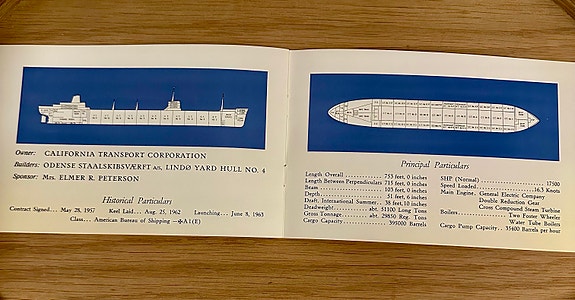 Owner: CALIFORNIA TRANSPORT CORPORATION
Builders: ODENSE STAALSKIBSVÆRFT A/S, LINDØ YARD HULL NO. 4
Sponsor: Mrs. ELMER R. PETERSON
Historical Particulars
Contract Signed... May 28, 1957 Keel Laid... Aug. 25, 1962 Launching... June 8, 1963
Class... American Bureau of Shipping —✠A1(E)
Principal Particulars
Length Overall 753 feet, 0 inches
Length Between Perpendiculars 715 feet, 0 inches
Beam 103 feet, 0 inches
Depth 51 feet, 6 inches
Draft, International Summer 38 feet, 10 inches
Deadweight abt. 51100 Long Tons
Gross Tonnage abt. 29850 Reg. Tons
Cargo Capacity 395000 Barrels
SHP (Normal) 17500
Speed Loaded 16.3 Knots
Main Engine General Electric Company
Double Reduction Gear
Cross Compound Steam Turbine
Boilers Two Foster Wheeler
Water Tube Boilers
Cargo Pump Capacity 35400 Barrels per hour